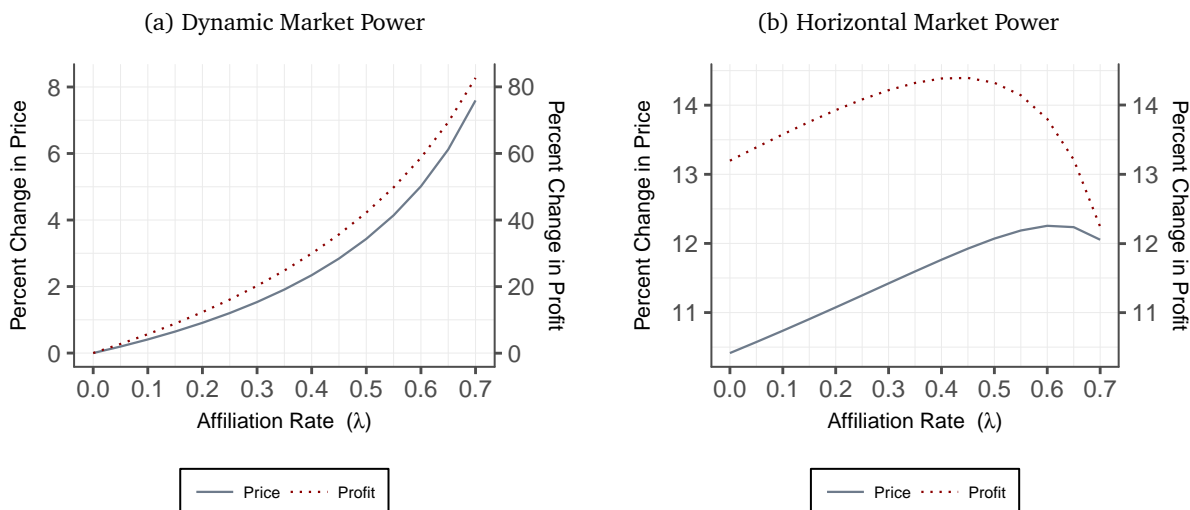 (a) Dynamic Market Power
8
6
4
2
0
Percent Change in Price
80
60
40
20
0
Percent Change in Profit
0.0 0.1 0.2 0.3 0.4 0.5 0.6 0.7
Affiliation Rate (λ)
Price Profit
(b) Horizontal Market Power
14
13
12
11
Percent Change in Price
14
13
12
11
Percent Change in Profit
0.0 0.1 0.2 0.3 0.4 0.5 0.6 0.7
Affiliation Rate (λ)
Price Profit